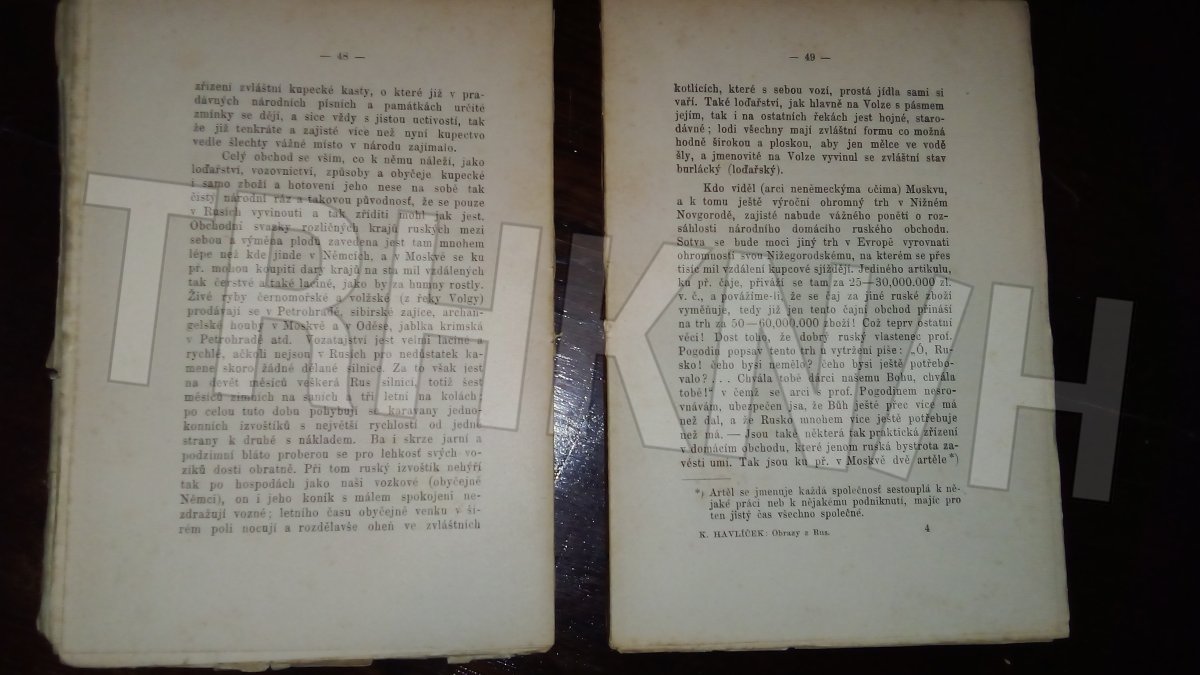 — 48 —
zřízení zvláštní kupecké kasty, o které již v pra-
dávných národních písních a památkách určité
zmínky se dějí, a sice vždy s jistou uctivostí, tak
že již tenkráte a zajisté více než nyní kupectvo
vedle šlechty vážné místo v národu zajímalo.
Celý obchod se vším, co k němu náleží, jako
loďařství, vozovnictví, způsoby a obyčeje kupecké
i samo zboží a hotovení jeho nese na sobě tak
čistý národní ráz a takovou původnosť, že se pouze
v Rusích vyvinouti a tak zříditi mohl jak jest.
Obchodní svazky rozličných krajů ruských mezi
sebou a výměna plodů zavedena jest tam mnohem
lépe než kde jinde v Němcích, a v Moskvě se ku
př. mohou koupiti dary krajů na sta mil vzdálených
tak čerstvé a také laciné, jako by za humny rostly.
Živé ryby černomořské a volžské (z řeky Volgy)
prodávají se v Petrohradě, sibiřské zajíce, archan-
gelské houby v Moskvě a v Oděse, jablka krimská
v Petrohradě atd. Vozatajství jest velmi laciné a
rychlé, ačkoli nejsou v Rusích pro nedůstatek ka-
mene skoro žádné dělané silnice. Za to však jest
na devět měsíců veškerá Rus silnicí, totiž šest
měsíců zimních na saních a tři letní na kolách;
po celou tuto dobu pohybují se karavany jedno-
konních izvoštíků s největší rychlostí od jedné
strany k druhé s nákladem. Ba i skrze jarní a
podzimní bláto proberou se pro lehkost svých vo-
zíků dosti obratně. Při tom ruský izvoštík nehýří
tak po hospodách jako naši vozkové (obyčejně
Němci), on i jeho koník s málem spokojeni ne-
zdražují vozné; letního času obyčejně venku v ši-
rém poli nocují a rozdělavše oheň ve zvláštních
— 49 —
kotlících, které s sebou vozí, prostá jídla sami si
vaří. Také loďařství, jak hlavně na Volze s pásmem
jejím, tak i na ostatních řekách jest hojné, staro-
dávné; lodi všechny mají zvláštní formu co možná
hodně širokou a ploskou, aby jen mělce ve vodě
šly, a jmenovitě na Volze vyvinul se zvláštní stav
burlácký (loďařský).
Kdo viděl (arci neněmeckýma očima) Moskvu,
a k tomu ještě výroční ohromný trh v Nižném
Novgorodě, zajisté nabude vážného ponětí o roz-
sáhlosti národního domácího ruského obchodu.
Sotva se bude moci jiný trh v Evropě vyrovnati
ohromností svou Nižegorodskému, na kterém se přes
tisíc mil vzdálení kupcové sjíždějí. Jediného artikulu,
ku př. čaje, přiváží se tam za 25—30,000.000 zl.
v. č., a povážíme-li, že se čaj za jiné ruské zboží
vyměňuje, tedy již jen tento čajní obchod přináší
na trh za 50—60,000.000 zboží! Což teprv ostatní
věci! Dost toho, že dobrý ruský vlastenec prof.
Pogodin popsav tento trh u vytržení píše: „Ó, Ru-
sko! čeho bysi nemělo? čeho bysi ještě potřebo-
valo? . . . Chvála tobě dárci našemu Bohu, chvála
tobě!“ v čemž se arci s prof. Pogodinem nesro-
vnávám, ubezpečen jsa, že Bůh ještě přec více má
než dal, a že Rusko mnohem více ještě potřebuje
než má. — Jsou také některá tak praktická zřízení
v domácím obchodu, které jenom ruská bystrota za-
vésti umí. Tak jsou ku př. v Moskvě dvě artěle*)
*) Artěl se jmenuje každá společnosť sestouplá k ně-
jaké práci neb k nějakému podniknutí, majíc pro
ten jistý čas všechno společné.
K. HAVLÍČEK: Obrazy z Rus. 4
TRHKNIH